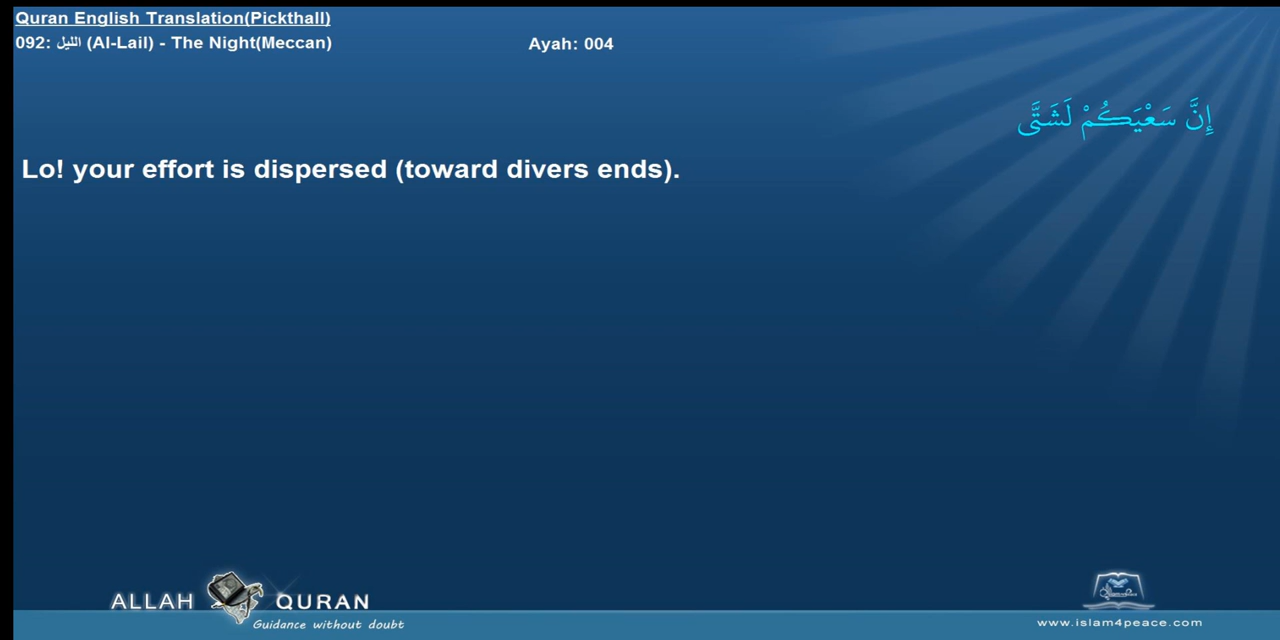 Quran English Translation(Pickthall)
092: الليل (Al-Lail) - The Night(Meccan)
Ayah: 004
إِنَّ سَعْيَكُمْ لَشَتَّى
Lo! your effort is dispersed (toward divers ends).
ALLAH QURAN
Guidance without doubt
www.islam4peace.com